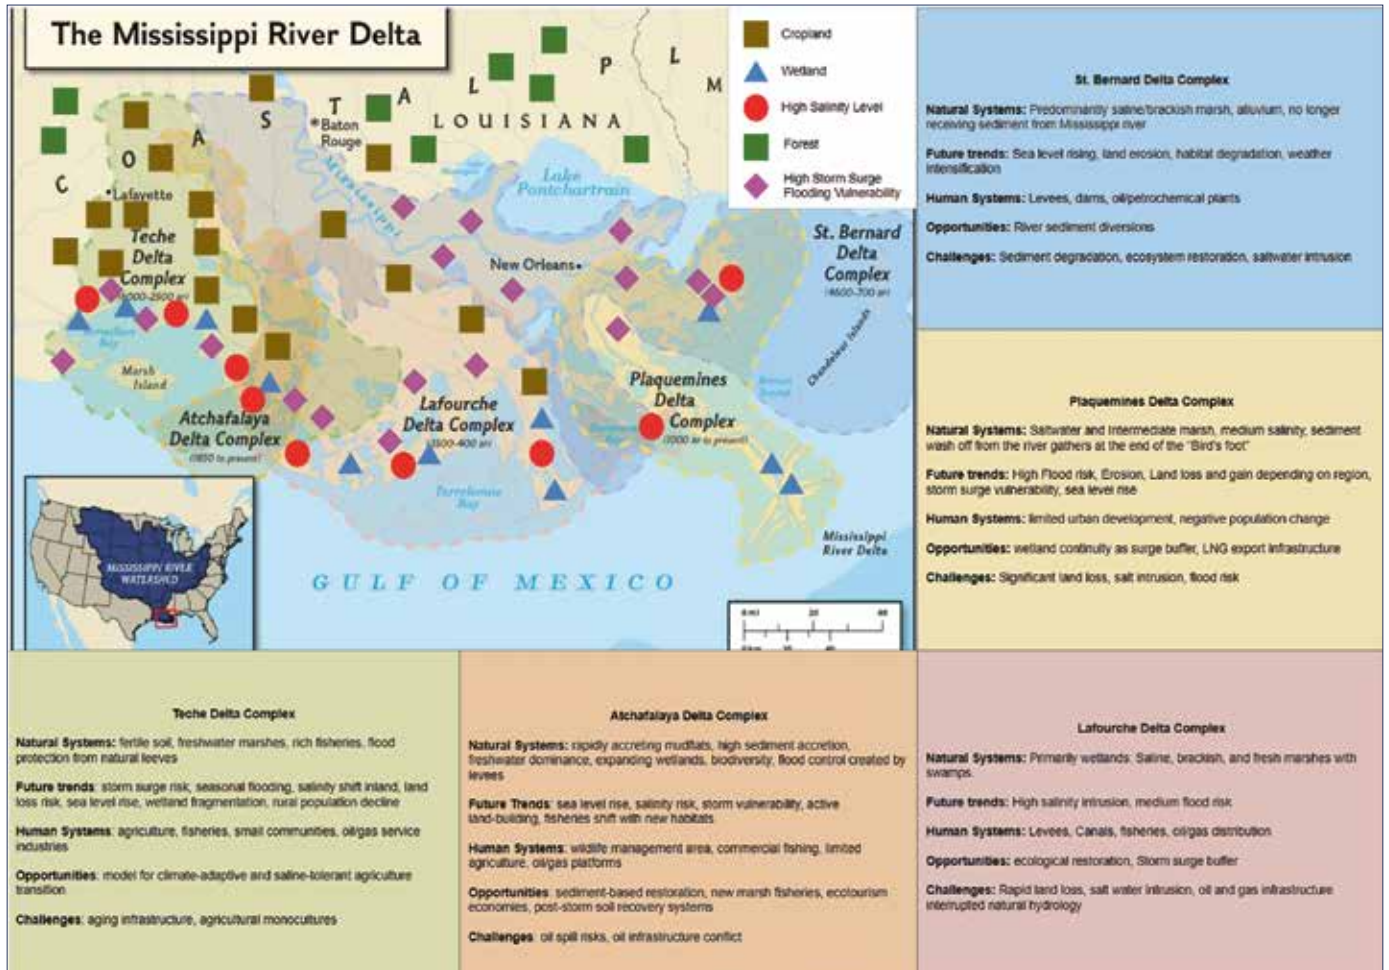 The Mississippi River Delta
Cropland
Wetland
High Salinity Level
Forest
High Storm Surge
Flooding Vulnerability
COASTAL PL
M
LOUISIANA
Baton
Rouge
Mississippi
Lafayette
Lake
Pontchartrain
New Orleans
Teche
Delta
Complex
St. Bernard
Delta
Complex
(4600-700 BP)
Chandeleur Islands
Marsh
Island
Atchafalaya
Delta Complex
(1850 to present)
Lafourche
Delta Complex
Plaquemines
Delta
Complex
Terrebonne
Bay
Mississippi
River Delta
GULF OF MEXICO
MISSISSIPPI RIVER
WATERSHED
St. Bernard Delta Complex
Natural Systems: Predominantly saline/brackish marsh, alluvium, no longer
receiving sediment from Mississippi river
Future trends: Sea level rising, land erosion, habitat degradation, weather
intensification
Human Systems: Levees, dams, oil/petrochemical plants
Opportunities: River sediment diversions
Challenges: Sediment degradation, ecosystem restoration, saltwater intrusion
Plaquemines Delta Complex
Natural Systems: Saltwater and Intermediate marsh, medium salinity, sediment
wash off from the river gathers at the end of the "Bird's foot"
Future trends: High Flood risk, Erosion, Land loss and gain depending on region,
storm surge vulnerability, sea level rise
Human Systems: limited urban development, negative population change
Opportunities: wetland continuity as surge buffer, LNG export infrastructure
Challenges: Significant land loss, salt intrusion, flood risk
Teche Delta Complex
Natural Systems: fertile soil, freshwater marshes, rich fisheries, flood
protection from natural leeves
Future trends: storm surge risk, seasonal flooding, salinity shift inland, land
loss risk, sea level rise, wetland fragmentation, rural population decline
Human Systems: agriculture, fisheries, small communities, oil/gas service
industries
Opportunities: model for climate-adaptive and saline-tolerant agriculture
transition
Challenges: aging infrastructure, agricultural monocultures
Atchafalaya Delta Complex
Natural Systems: rapidly accreting mudflats, high sediment accretion,
freshwater dominance, expanding wetlands, biodiversity, flood control created by
levees
Future Trends: sea level rise, salinity risk, storm vulnerability, active
land-building, fisheries shift with new habitats
Human Systems: wildlife management area, commercial fishing, limited
agriculture, oil/gas platforms
Opportunities: sediment-based restoration, new marsh fisheries, ecotourism
economies, post-storm soil recovery systems
Challenges: oil spill risks, oil infrastructure conflict
Lafourche Delta Complex
Natural Systems: Primarily wetlands: Saline, brackish, and fresh marshes with
swamps.
Future trends: High salinity intrusion, medium flood risk
Human Systems: Levees, Canals, fisheries, oil/gas distribution
Opportunities: ecological restoration, Storm surge buffer
Challenges: Rapid land loss, salt water intrusion, oil and gas infrastructure
interrupted natural hydrology